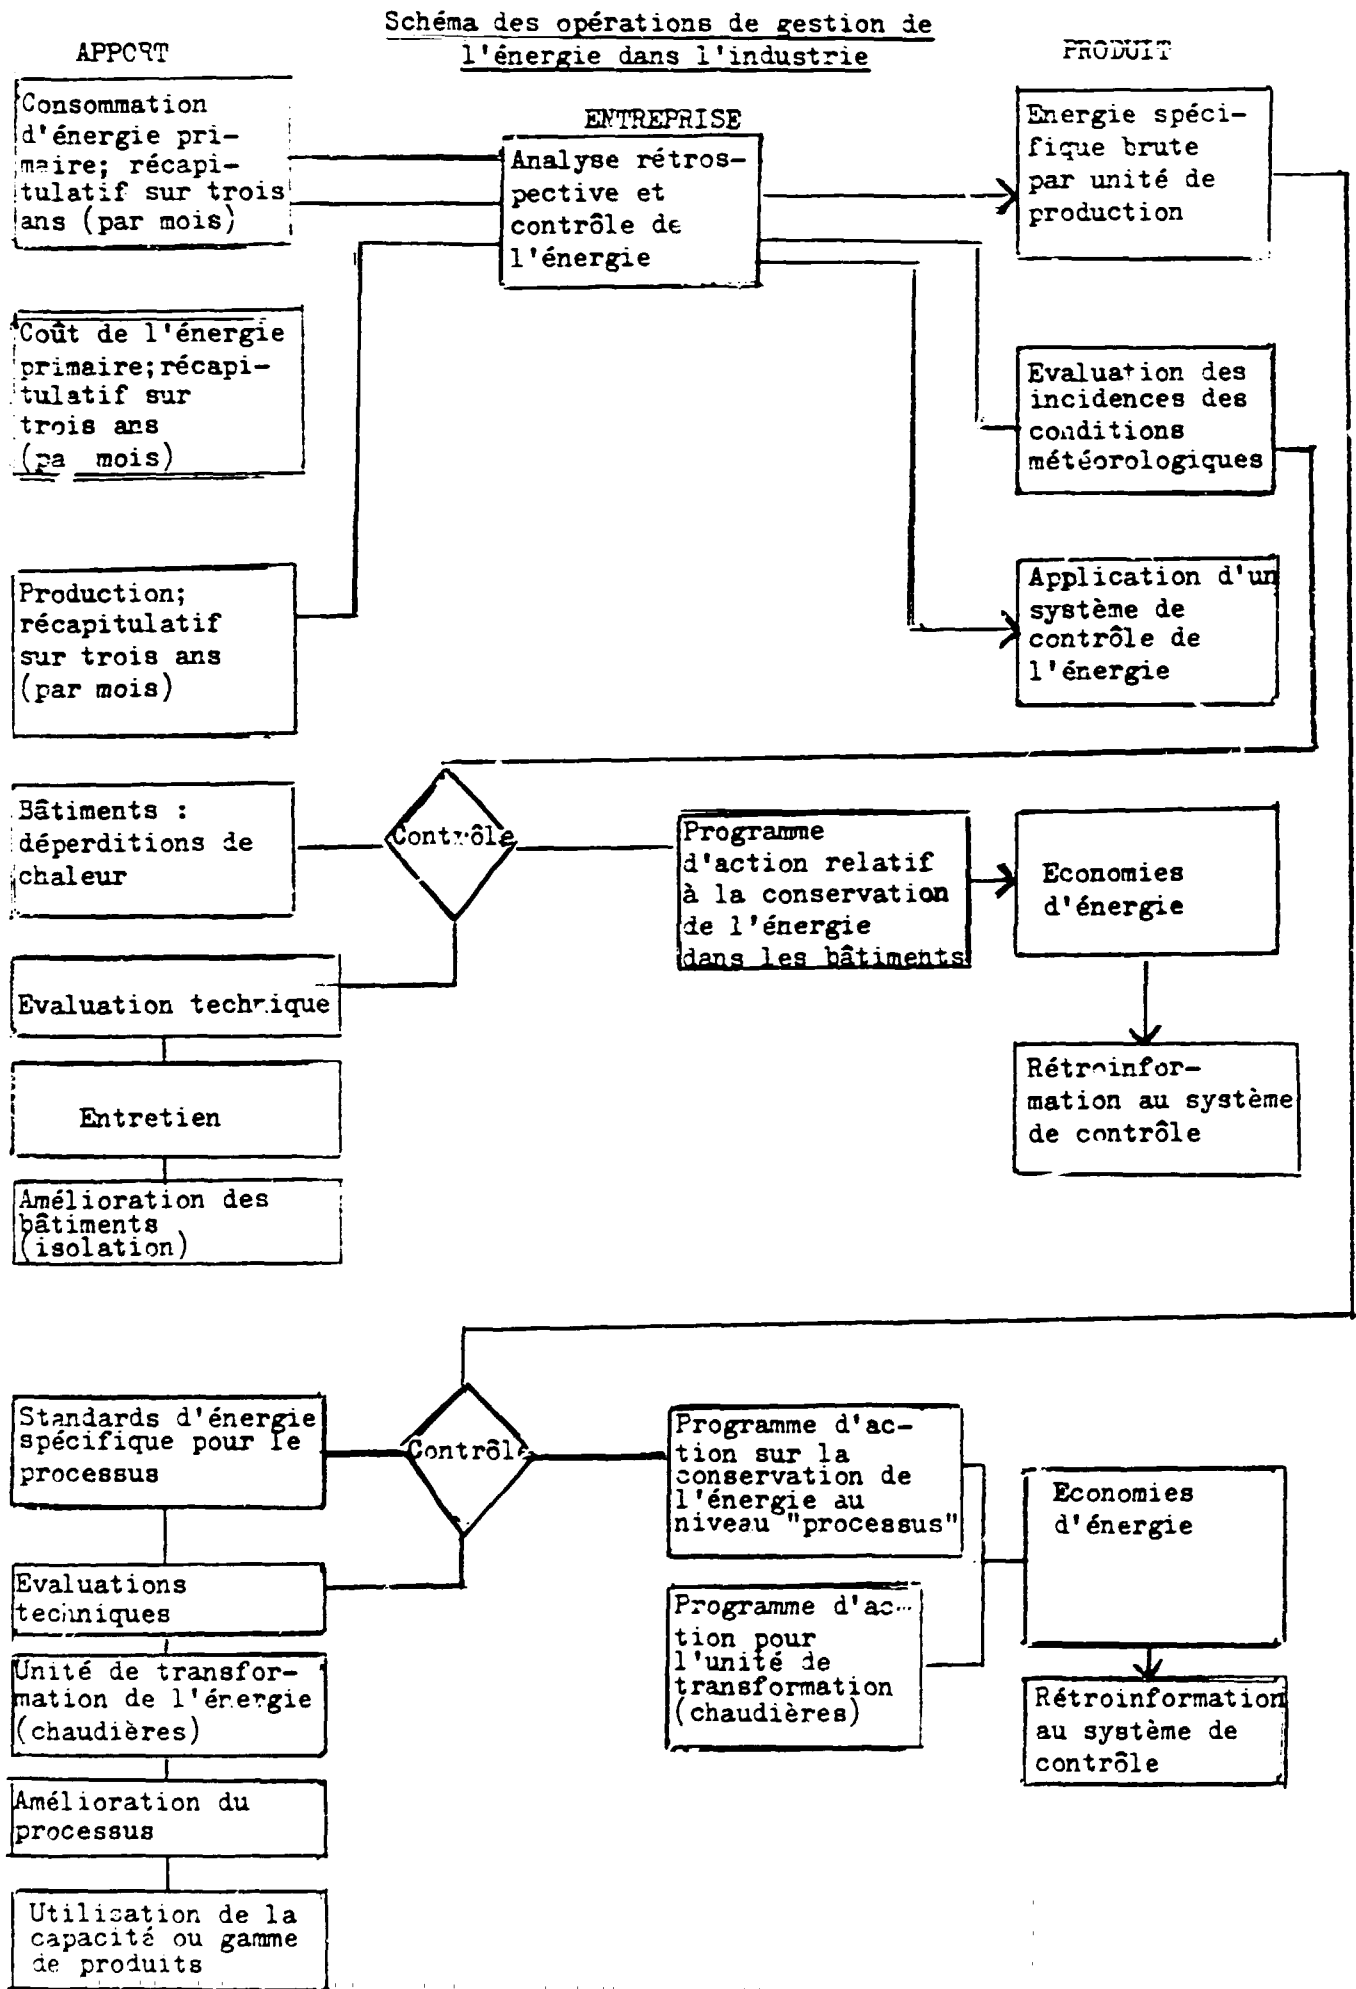 Schéma des opérations de gestion de
l'énergie dans l'industrie
APPORT
ENTREPRISE
PRODUIT
Consommation
d'énergie pri-
maire; récapi-
tulatif sur trois
ans (par mois)
Analyse rétros-
pective et
contrôle de
l'énergie
Energie spéci-
fique brute
par unité de
production
Coût de l'énergie
primaire; récapi-
tulatif sur
trois ans
(pa mois)
Evaluation des
incidences des
conditions
météorologiques
Production;
récapitulatif
sur trois ans
(par mois)
Application d'un
système de
contrôle de
l'énergie
Bâtiments :
déperditions de
chaleur
Contrôle
Programme
d'action relatif
à la conservation
de l'énergie
dans les bâtiments
Economies
d'énergie
Evaluation technique
Entretien
Amélioration des
bâtiments
(isolation)
Rétroinfor-
mation au système
de contrôle
Standards d'énergie
spécifique pour le
processus
Contrôle
Programme d'ac-
tion sur la
conservation de
l'énergie au
niveau "processus"
Economies
d'énergie
Evaluations
techniques
Programme d'ac-
tion pour
l'unité de
transformation
(chaudières)
Unité de transfor-
mation de l'énergie
(chaudières)
Rétroinformation
au système de
contrôle
Amélioration du
processus
Utilisation de la
capacité ou gamme
de produits